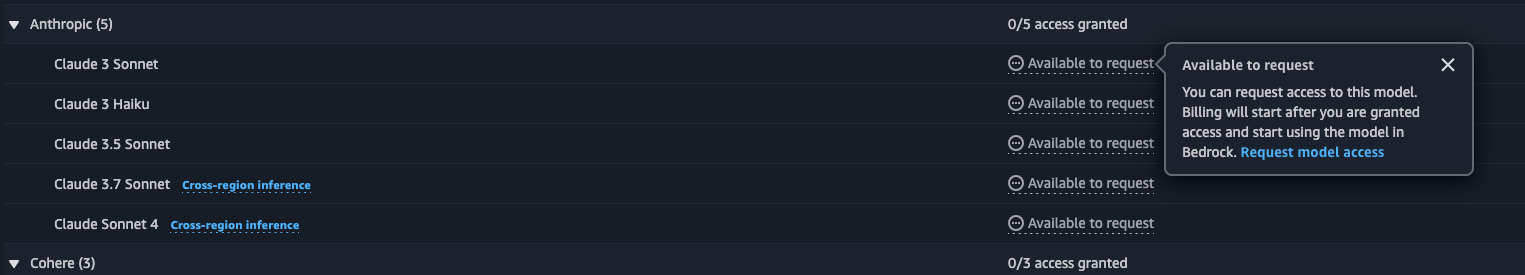 Anthropic (5) 0/5 access granted
Claude 3 Sonnet Available to request
Claude 3 Haiku Available to request
Claude 3.5 Sonnet Available to request
Claude 3.7 Sonnet Cross-region inference Available to request
Claude Sonnet 4 Cross-region inference Available to request
Cohere (3) 0/3 access granted
Available to request
You can request access to this model.
Billing will start after you are granted
access and start using the model in
Bedrock. Request model access